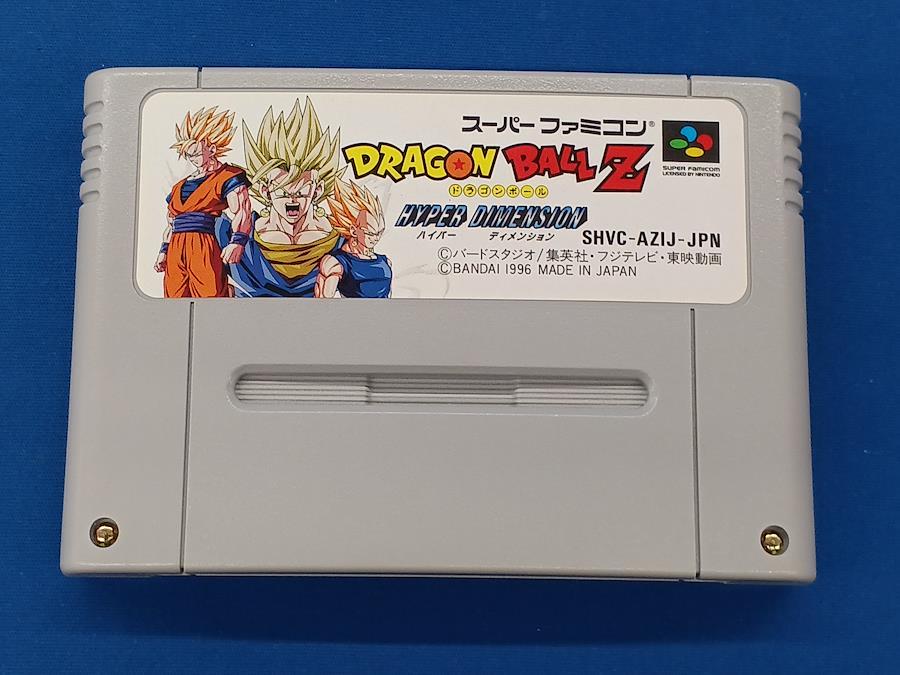 スーパーファミコン®
DRAGON BALL Z
ドラゴンボール
SUPER FAMICOM
LICENSED BY NINTENDO
HYPER DIMENSION
ハイパー ディメンション
SHVC-AZIJ-JPN
©バードスタジオ/集英社・フジテレビ・東映動画
©BANDAI 1996 MADE IN JAPAN